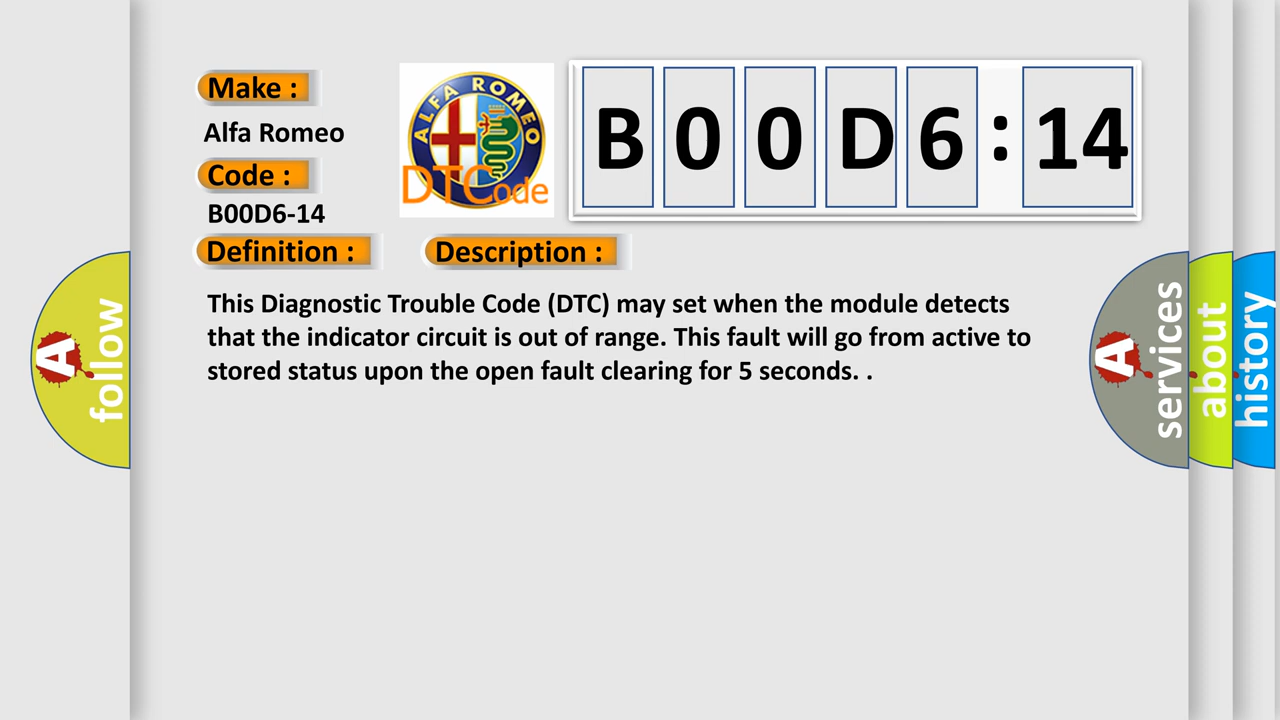 Make :
Alfa Romeo
Code :
B00D6-14
Definition :
Description :
ALFA ROMEO
DTCode
B 0 0 D 6 : 14
This Diagnostic Trouble Code (DTC) may set when the module detects
that the indicator circuit is out of range. This fault will go from active to
stored status upon the open fault clearing for 5 seconds. .
A
follow
A
services
about
history